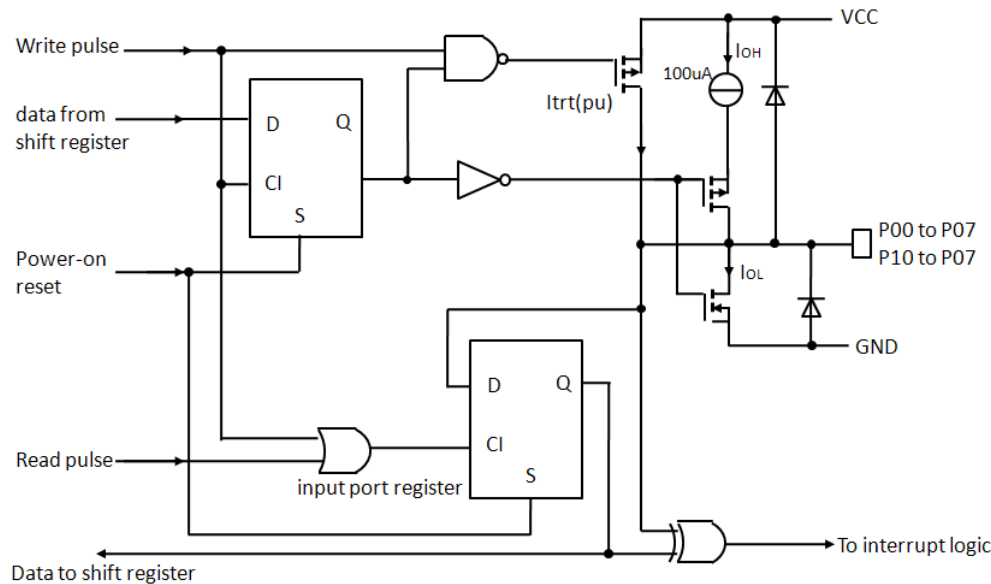 VCC
Write pulse
IOH
100uA
Itrt(pu)
data from
shift register
D
Q
CI
S
P00 to P07
P10 to P07
Power-on
reset
IOL
GND
D
Q
CI
Read pulse
S
input port register
To interrupt logic
Data to shift register